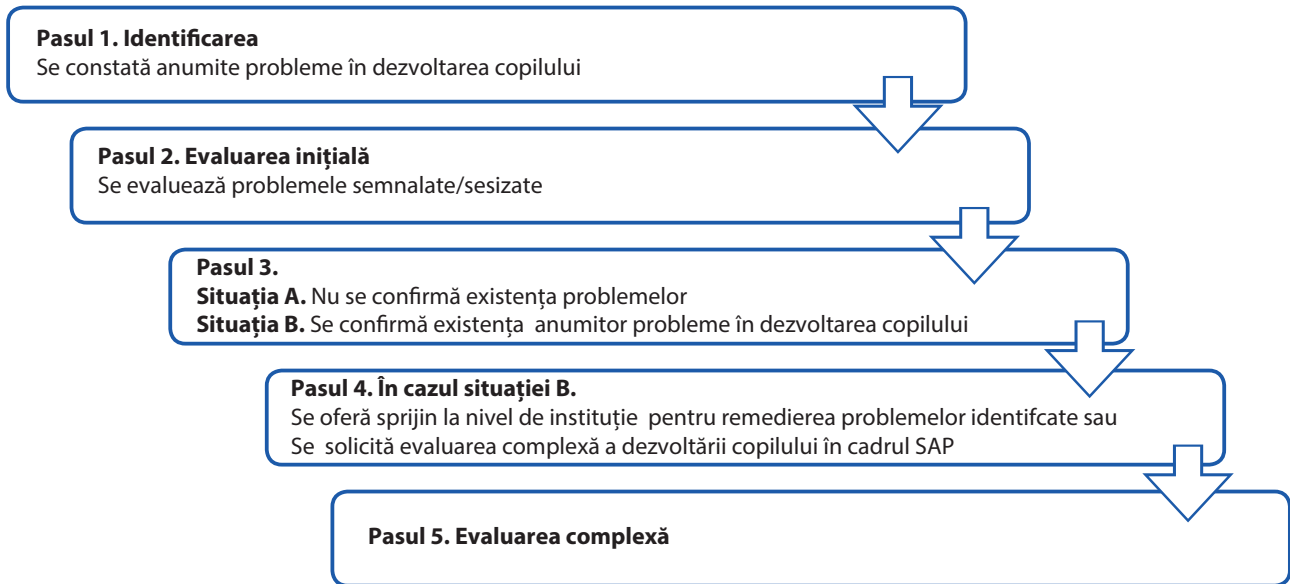 Pasul 1. Identificarea
Se constată anumite probleme în dezvoltarea copilului
Pasul 2. Evaluarea inițială
Se evaluează problemele semnalate/sesizate
Pasul 3.
Situația A. Nu se confirmă existența problemelor
Situația B. Se confirmă existența anumitor probleme în dezvoltarea copilului
Pasul 4. În cazul situației B.
Se oferă sprijin la nivel de instituție pentru remedierea problemelor identifcate sau
Se solicită evaluarea complexă a dezvoltării copilului în cadrul SAP
Pasul 5. Evaluarea complexă